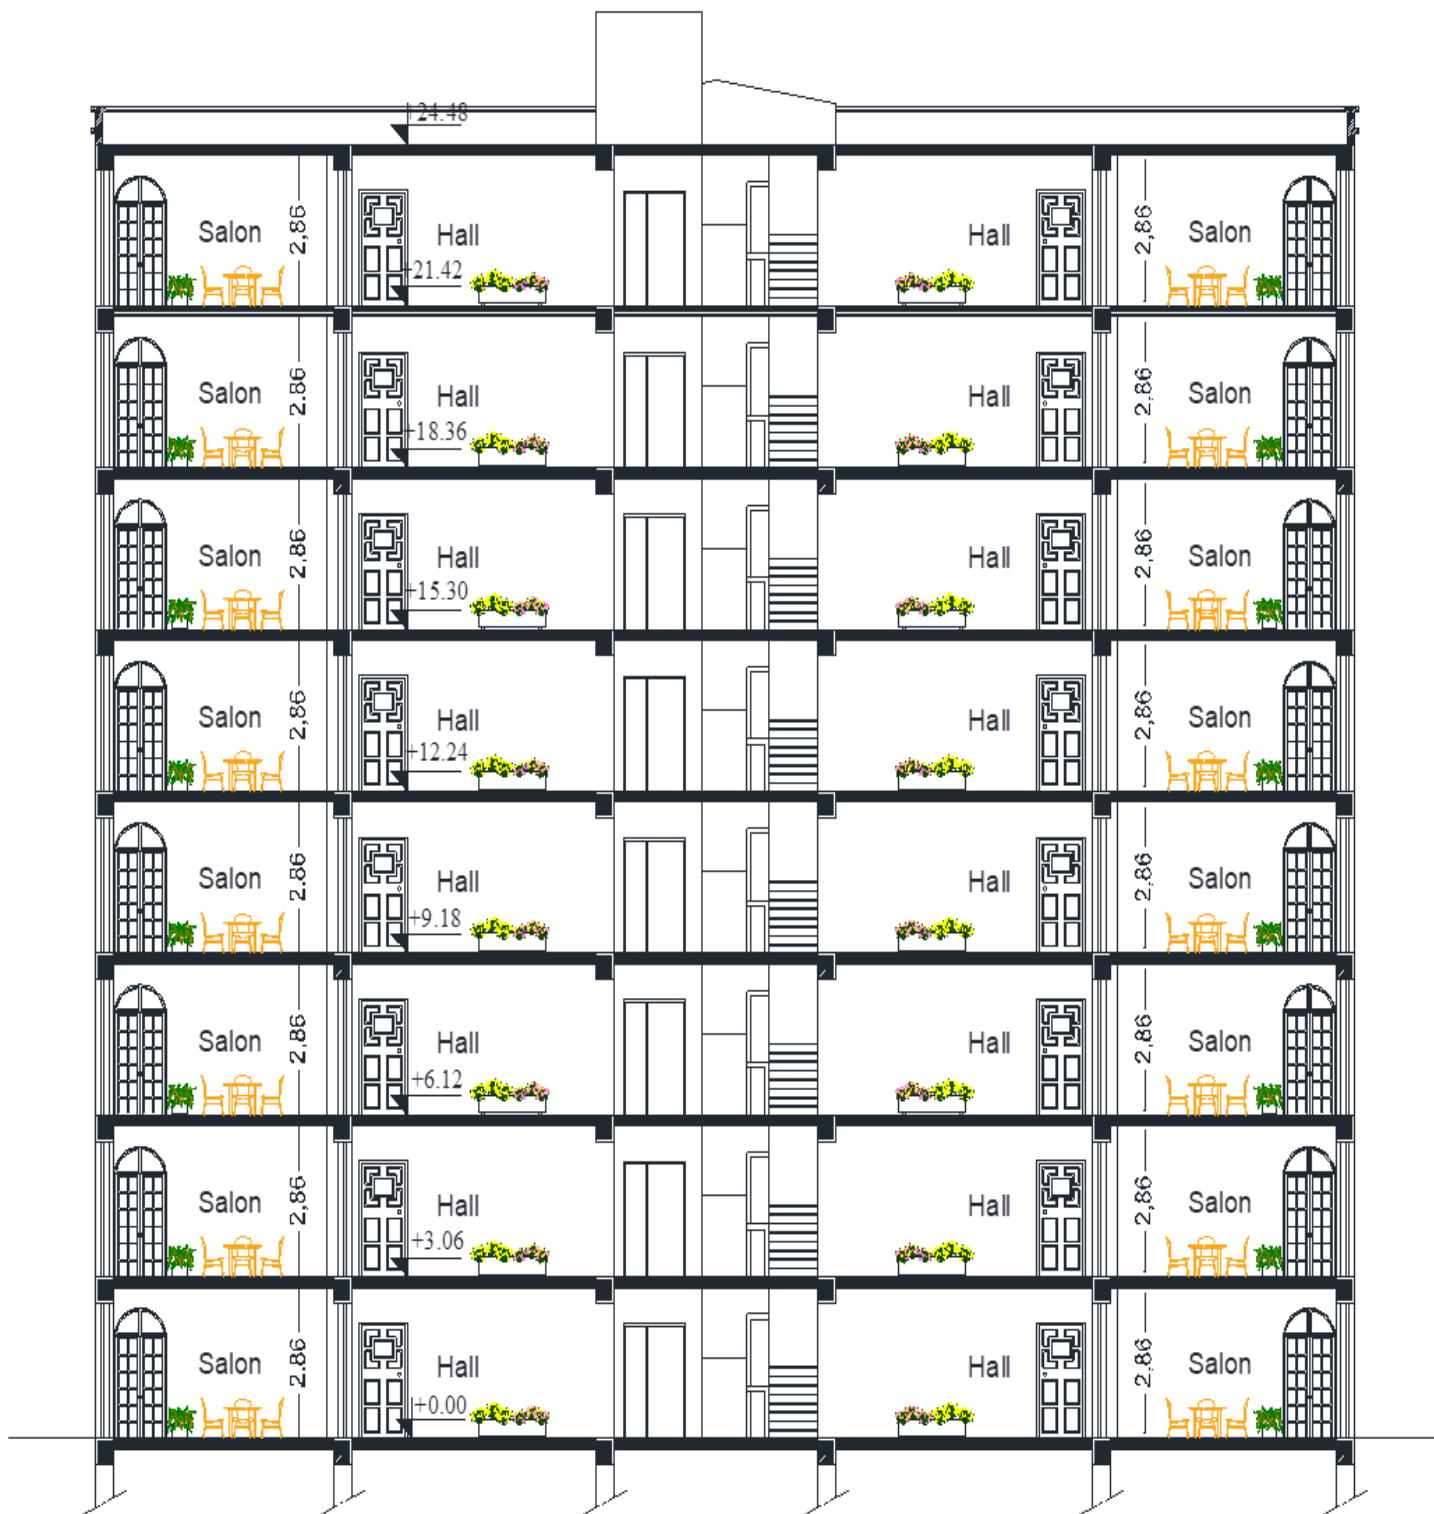 +24.48
Salon 2,86 Hall Hall 2,86 Salon
+21.42
Salon 2.86 Hall Hall 2,86 Salon
+18.36
Salon 2,86 Hall Hall 2,86 Salon
+15.30
Salon 2,86 Hall Hall 2,86 Salon
+12.24
Salon 2.86 Hall Hall 2,86 Salon
+9.18
Salon 2,86 Hall Hall 2,86 Salon
+6.12
Salon 2,86 Hall Hall 2,86 Salon
+3.06
Salon 2.86 Hall Hall 2,86 Salon
+0.00